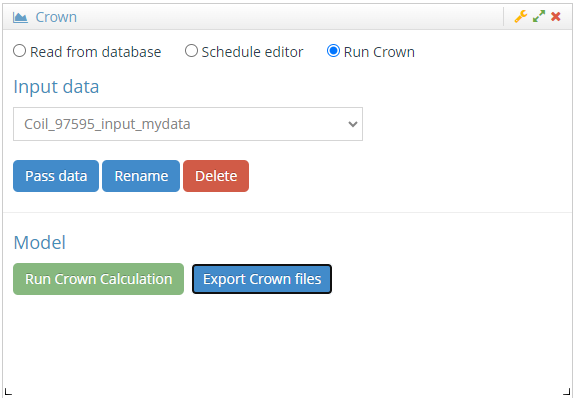 Crown
Read from database Schedule editor Run Crown
Input data
Coil_97595_input_mydata
Pass data Rename Delete
Model
Run Crown Calculation Export Crown files